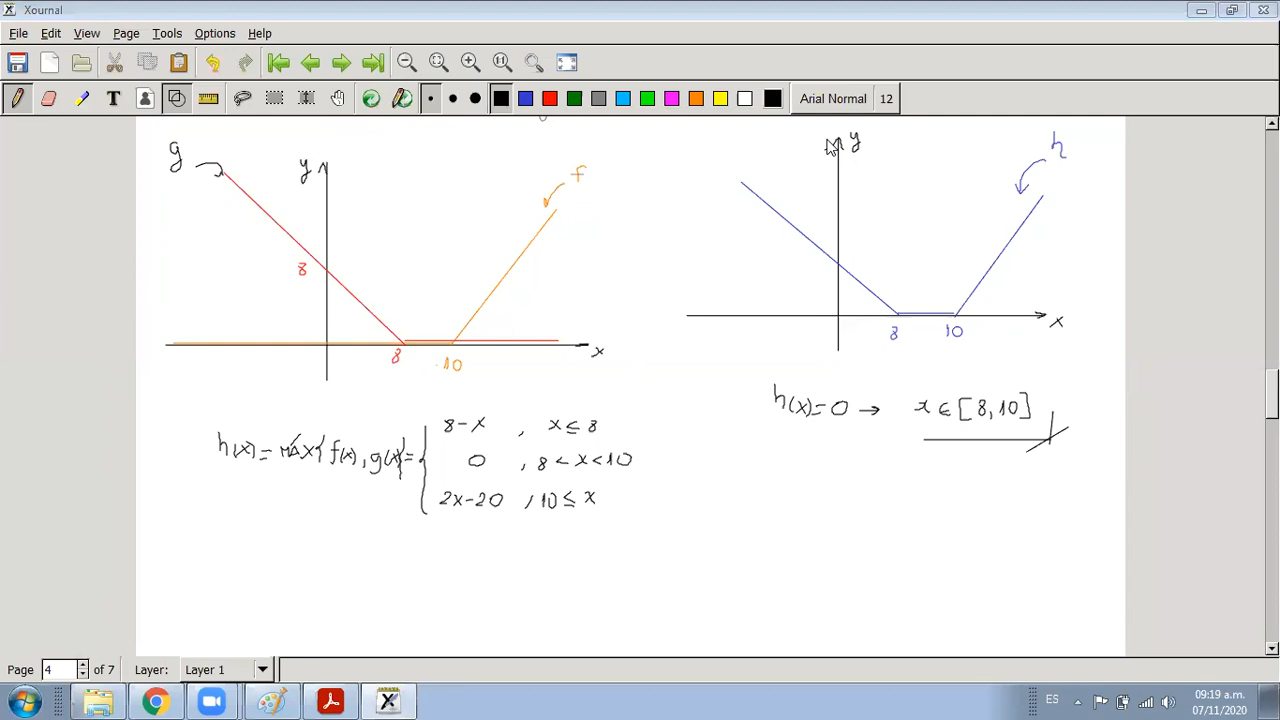 Xournal
File Edit View Page Tools Options Help
Arial Normal 12
g y f
8
8 10 x
y h
8 10 x
h(x)=0 → x ∈ [8,10]
h(x)=MAX{f(x), g(x)}= { 8-x , x ≤ 8
0 , 8 < x < 10
2x-20 , 10 ≤ x
Page 4 of 7 Layer: Layer 1
ES 09:19 a.m.
07/11/2020